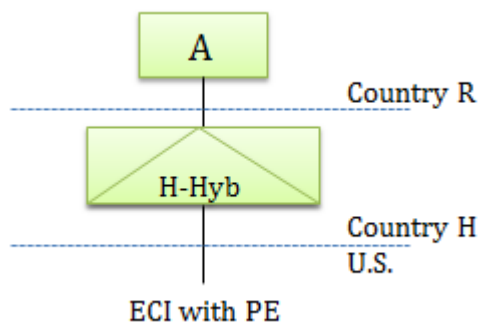 A
Country R
H-Hyb
Country H
U.S.
ECI with PE